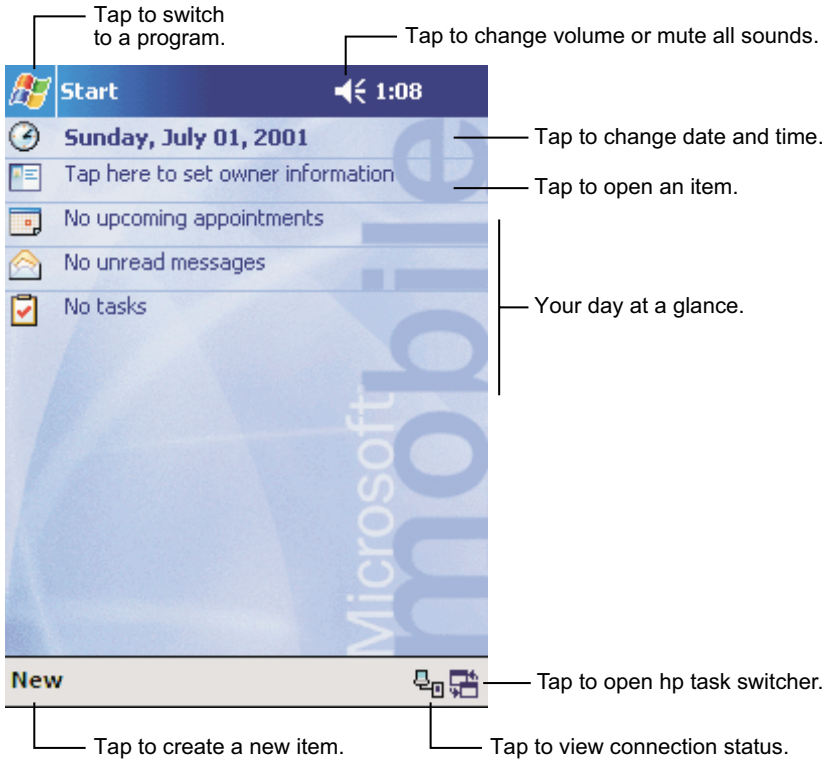 Tap to switch
to a program.
Tap to change volume or mute all sounds.
Start
1:08
Sunday, July 01, 2001
Tap to change date and time.
Tap here to set owner information
Tap to open an item.
No upcoming appointments
No unread messages
No tasks
Your day at a glance.
Microsoft
mobile
New
Tap to open hp task switcher.
Tap to create a new item.
Tap to view connection status.